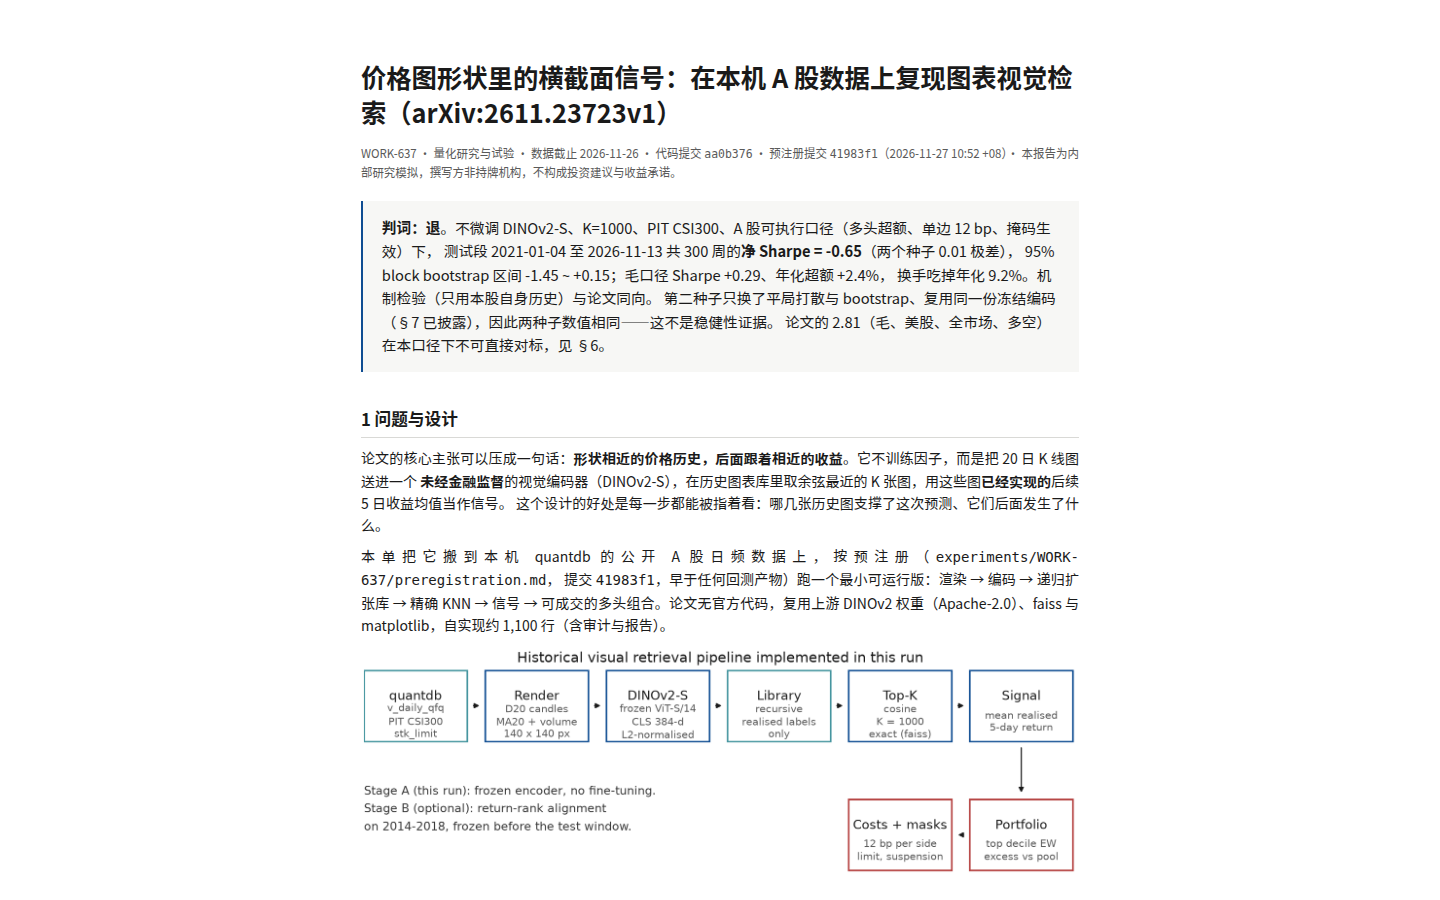 价格图形状里的横截面信号：在本机 A 股数据上复现图表视觉检
索（arXiv:2611.23723v1）
WORK-637 · 量化研究与试验 · 数据截止 2026-11-26 · 代码提交 aa0b376 · 预注册提交 41983f1（2026-11-27 10:52 +08）· 本报告为内
部研究模拟，撰写方非持牌机构，不构成投资建议与收益承诺。
判词：退。不微调 DINOv2-S、K=1000、PIT CSI300、A 股可执行口径（多头超额、单边 12 bp、掩码生
效）下， 测试段 2021-01-04 至 2026-11-13 共 300 周的净 Sharpe = -0.65（两个种子 0.01 极差）， 95%
block bootstrap 区间 -1.45 ~ +0.15；毛口径 Sharpe +0.29、年化超额 +2.4%， 换手吃掉年化 9.2%。机
制检验（只用本股自身历史）与论文同向。 第二种子只换了平局打散与 bootstrap、复用同一份冻结编码
（§7 已披露），因此两种子数值相同——这不是稳健性证据。 论文的 2.81（毛、美股、全市场、多空）
在本口径下不可直接对标，见 §6。
1 问题与设计
论文的核心主张可以压成一句话：形状相近的价格历史，后面跟着相近的收益。它不训练因子，而是把 20 日 K 线图
送进一个 未经金融监督的视觉编码器（DINOv2-S），在历史图表库里取余弦最近的 K 张图，用这些图已经实现的后续
5 日收益均值当作信号。 这个设计的好处是每一步都能被指着看：哪几张历史图支撑了这次预测、它们后面发生了什
么。
本单把它搬到本机 quantdb 的公开 A 股日频数据上，按预注册（experiments/WORK-
637/preregistration.md， 提交 41983f1，早于任何回测产物）跑一个最小可运行版：渲染 → 编码 → 递归扩
张库 → 精确 KNN → 信号 → 可成交的多头组合。论文无官方代码，复用上游 DINOv2 权重（Apache-2.0）、faiss 与
matplotlib，自实现约 1,100 行（含审计与报告）。
Historical visual retrieval pipeline implemented in this run
quantdb
v_daily_qfq
PIT CSI300
stk_limit
Render
D20 candles
MA20 + volume
140 x 140 px
DINOv2-S
frozen ViT-S/14
CLS 384-d
L2-normalised
Library
recursive
realised labels
only
Top-K
cosine
K = 1000
exact (faiss)
Signal
mean realised
5-day return
Stage A (this run): frozen encoder, no fine-tuning.
Stage B (optional): return-rank alignment
on 2014-2018, frozen before the test window.
Costs + masks
12 bp per side
limit, suspension
Portfolio
top decile EW
excess vs pool